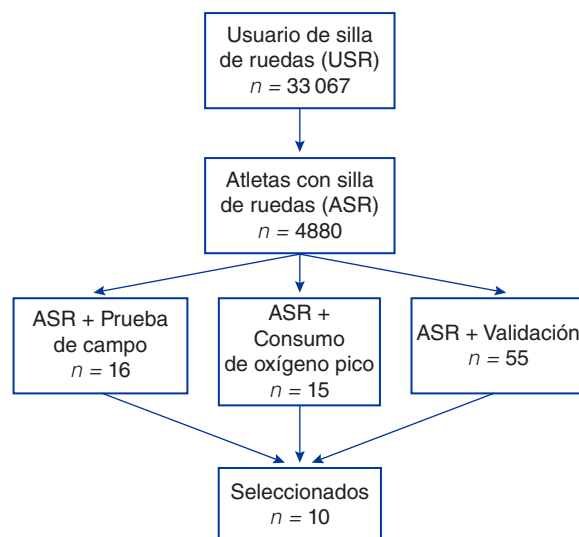 Usuario de silla
de ruedas (USR)
n = 33 067
Atletas con silla
de ruedas (ASR)
n = 4880
ASR + Prueba
de campo
n = 16
ASR +
Consumo
de oxígeno pico
n = 15
ASR + Validación
n = 55
Seleccionados
n = 10